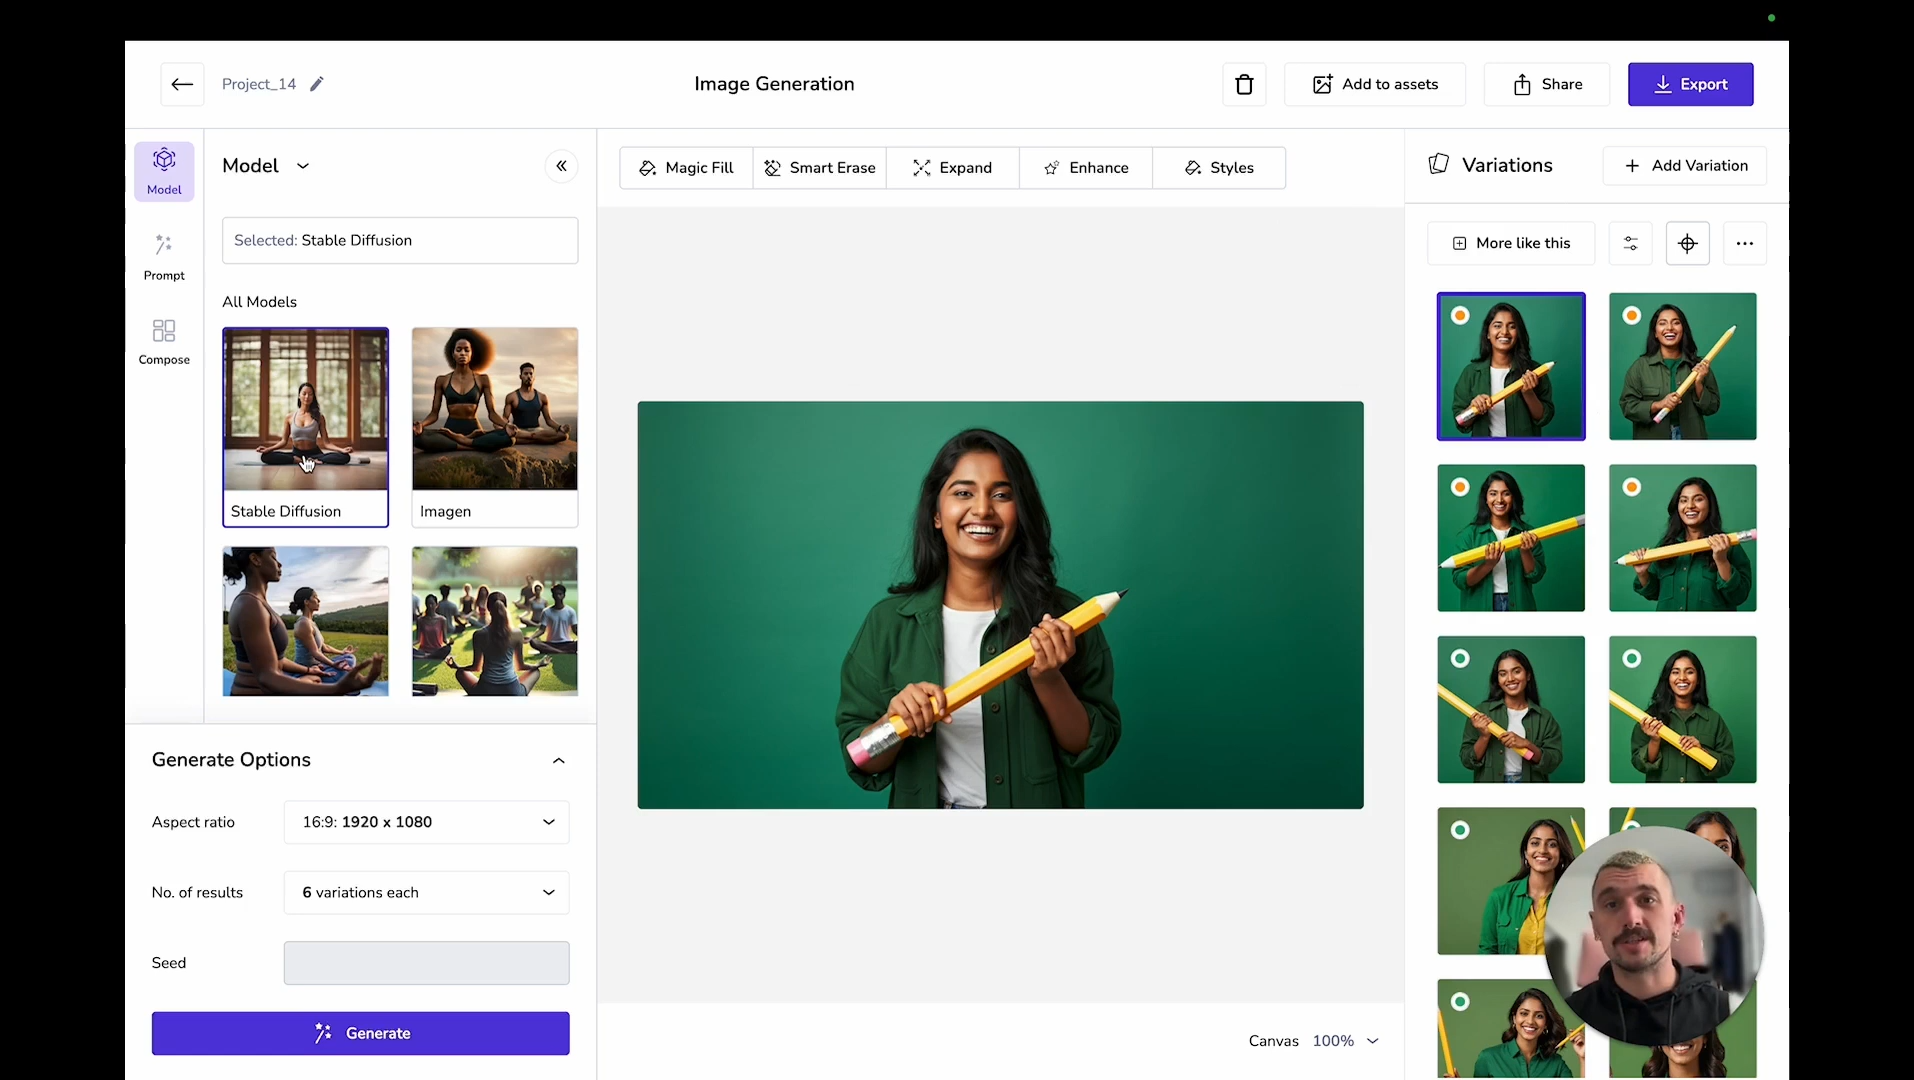 Project_14
Image Generation
Add to assets
Share
Export
Model
Prompt
Compose
Model
Selected: Stable Diffusion
All Models
Stable Diffusion
Imagen
Generate Options
Aspect ratio
16:9: 1920 x 1080
No. of results
6 variations each
Seed
Generate
Magic Fill
Smart Erase
Expand
Enhance
Styles
Canvas 100%
Variations
Add Variation
More like this